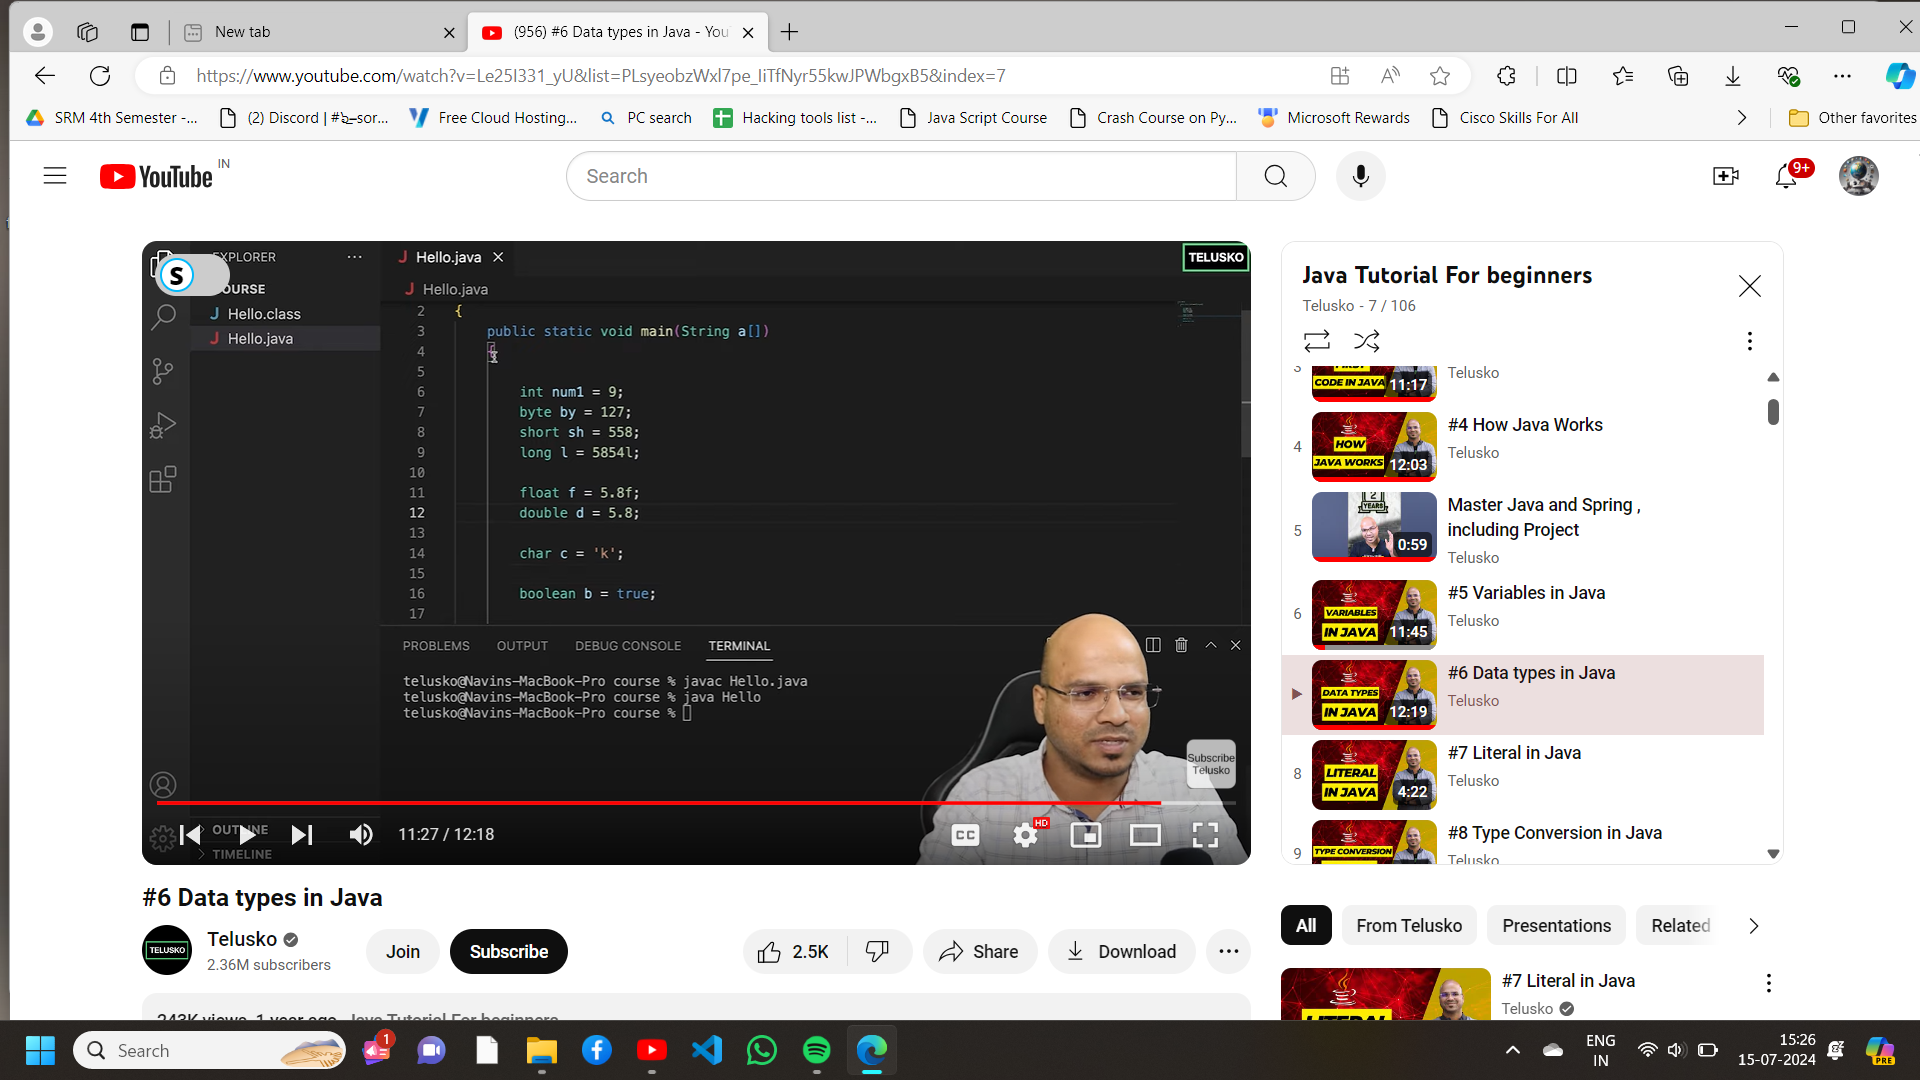 New tab
(956) #6 Data types in Java - You
https://www.youtube.com/watch?v=Le25I331_yU&list=PLsyeobzWxl7pe_IiTfNyr55kwJPWbgxB5&index=7
SRM 4th Semester -...
(2) Discord |
Free Cloud Hosting...
PC search
Hacking tools list -...
Java Script Course
Crash Course on Py...
Microsoft Rewards
Cisco Skills For All
Other favorites
YouTube IN
Search
9+
EXPLORER
S
COURSE
Hello.class
Hello.java
J Hello.java
TELUSKO
J Hello.java
2 {
3 public static void main(String a[])
4 {
5
6 int num1 = 9;
7 byte by = 127;
8 short sh = 558;
9 long l = 5854l;
10
11 float f = 5.8f;
12 double d = 5.8;
13
14 char c = 'k';
15
16 boolean b = true;
17
PROBLEMS OUTPUT DEBUG CONSOLE TERMINAL
telusko@Navins-MacBook-Pro course % javac Hello.java
telusko@Navins-MacBook-Pro course % java Hello
telusko@Navins-MacBook-Pro course %
Subscribe
Telusko
OUTLINE
TIMELINE
11:27 / 12:18
CC
HD
#6 Data types in Java
TELUSKO
Telusko
2.36M subscribers
Join
Subscribe
2.5K
Share
Download
243K views 1 year ago Java Tutorial For beginners
Java Tutorial For beginners
Telusko - 7 / 106
3
FIRST
CODE IN JAVA
11:17
Telusko
4
HOW
JAVA WORKS
12:03
#4 How Java Works
Telusko
5
2
YEARS
0:59
Master Java and Spring ,
including Project
Telusko
6
VARIABLES
IN JAVA
11:45
#5 Variables in Java
Telusko
DATA TYPES
IN JAVA
12:19
#6 Data types in Java
Telusko
8
LITERAL
IN JAVA
4:22
#7 Literal in Java
Telusko
9
TYPE CONVERSION
#8 Type Conversion in Java
Telusko
All
From Telusko
Presentations
Related
LITERAL
#7 Literal in Java
Telusko
Search
1
ENG
IN
15:26
15-07-2024
PRE